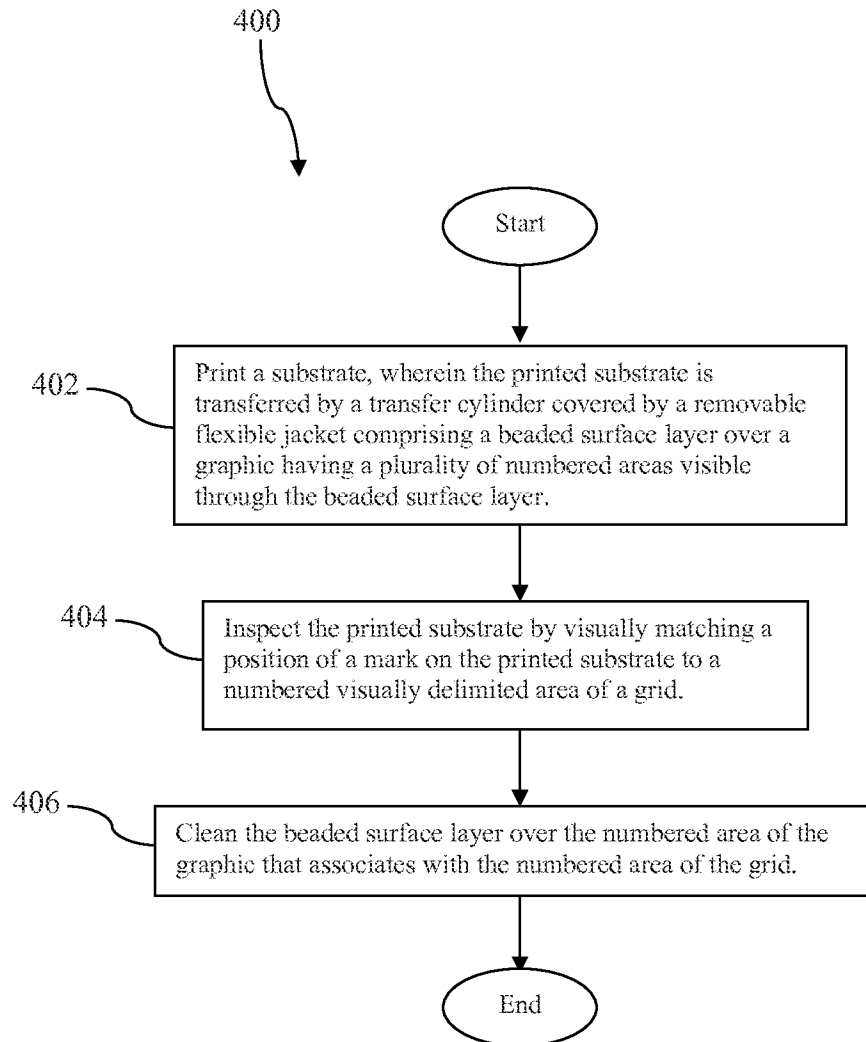 400
Start
402
Print a substrate, wherein the printed substrate is
transferred by a transfer cylinder covered by a removable
flexible jacket comprising a beaded surface layer over a
graphic having a plurality of numbered areas visible
through the beaded surface layer.
404
Inspect the printed substrate by visually matching a
position of a mark on the printed substrate to a
numbered visually delimited area of a grid.
406
Clean the beaded surface layer over the numbered area of the
graphic that associates with the numbered area of the grid.
End